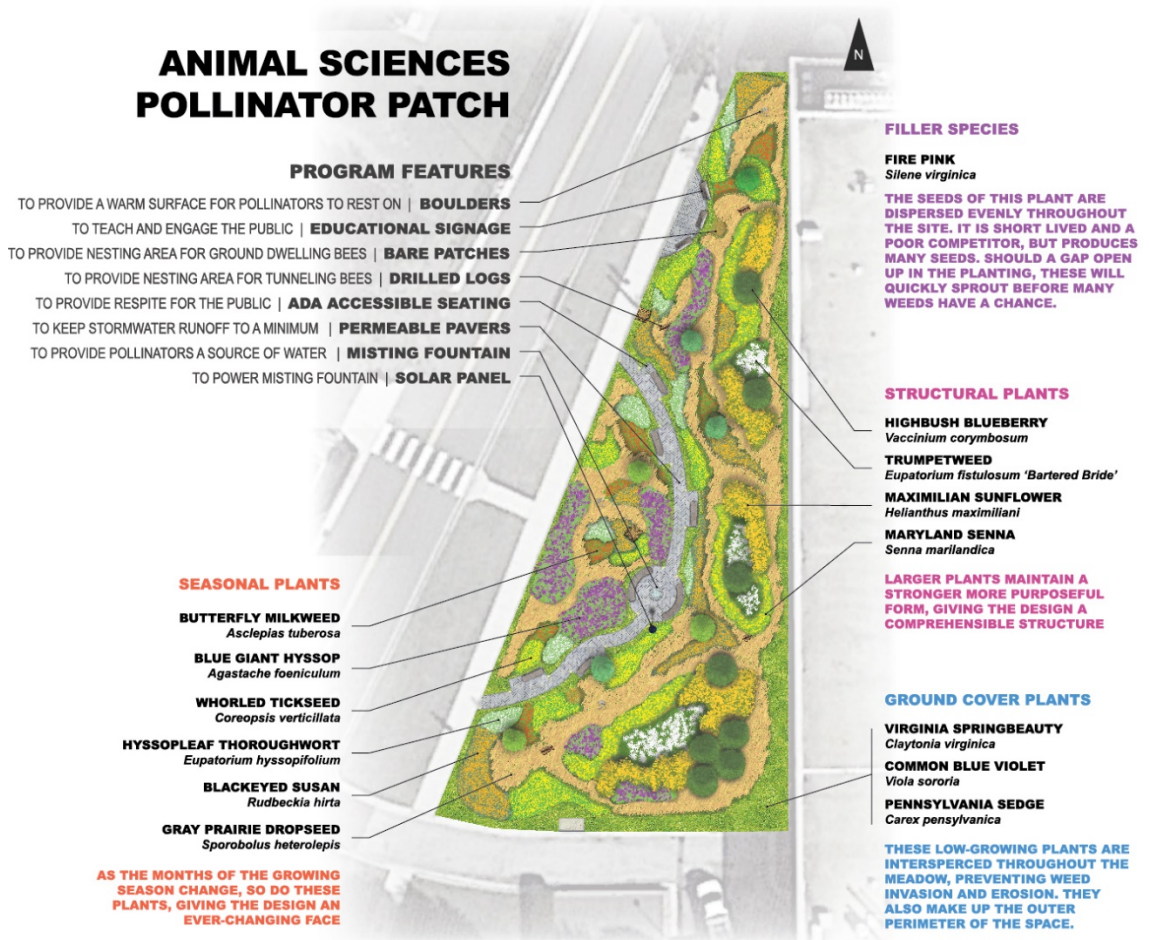 ANIMAL SCIENCES
POLLINATOR PATCH
N
PROGRAM FEATURES
TO PROVIDE A WARM SURFACE FOR POLLINATORS TO REST ON | BOULDERS
TO TEACH AND ENGAGE THE PUBLIC | EDUCATIONAL SIGNAGE
TO PROVIDE NESTING AREA FOR GROUND DWELLING BEES | BARE PATCHES
TO PROVIDE NESTING AREA FOR TUNNELING BEES | DRILLED LOGS
TO PROVIDE RESPITE FOR THE PUBLIC | ADA ACCESSIBLE SEATING
TO KEEP STORMWATER RUNOFF TO A MINIMUM | PERMEABLE PAVERS
TO PROVIDE POLLINATORS A SOURCE OF WATER | MISTING FOUNTAIN
TO POWER MISTING FOUNTAIN | SOLAR PANEL
SEASONAL PLANTS
BUTTERFLY MILKWEED
Asclepias tuberosa
BLUE GIANT HYSSOP
Agastache foeniculum
WHORLED TICKSEED
Coreopsis verticillata
HYSSOPLEAF THOROUGHWORT
Eupatorium hyssopifolium
BLACKEYED SUSAN
Rudbeckia hirta
GRAY PRAIRIE DROPSEED
Sporobolus heterolepis
AS THE MONTHS OF THE GROWING
SEASON CHANGE, SO DO THESE
PLANTS, GIVING THE DESIGN AN
EVER-CHANGING FACE
FILLER SPECIES
FIRE PINK
Silene virginica
THE SEEDS OF THIS PLANT ARE
DISPERSED EVENLY THROUGHOUT
THE SITE. IT IS SHORT LIVED AND A
POOR COMPETITOR, BUT PRODUCES
MANY SEEDS. SHOULD A GAP OPEN
UP IN THE PLANTING, THESE WILL
QUICKLY SPROUT BEFORE MANY
WEEDS HAVE A CHANCE.
STRUCTURAL PLANTS
HIGHBUSH BLUEBERRY
Vaccinium corymbosum
TRUMPETWEED
Eupatorium fistulosum ‘Bartered Bride’
MAXIMILIAN SUNFLOWER
Helianthus maximiliani
MARYLAND SENNA
Senna marilandica
LARGER PLANTS MAINTAIN A
STRONGER MORE PURPOSEFUL
FORM, GIVING THE DESIGN A
COMPREHENSIBLE STRUCTURE
GROUND COVER PLANTS
VIRGINIA SPRINGBEAUTY
Claytonia virginica
COMMON BLUE VIOLET
Viola sororia
PENNSYLVANIA SEDGE
Carex pensylvanica
THESE LOW-GROWING PLANTS ARE
INTERSPERCED THROUGHOUT THE
MEADOW, PREVENTING WEED
INVASION AND EROSION. THEY
ALSO MAKE UP THE OUTER
PERIMETER OF THE SPACE.